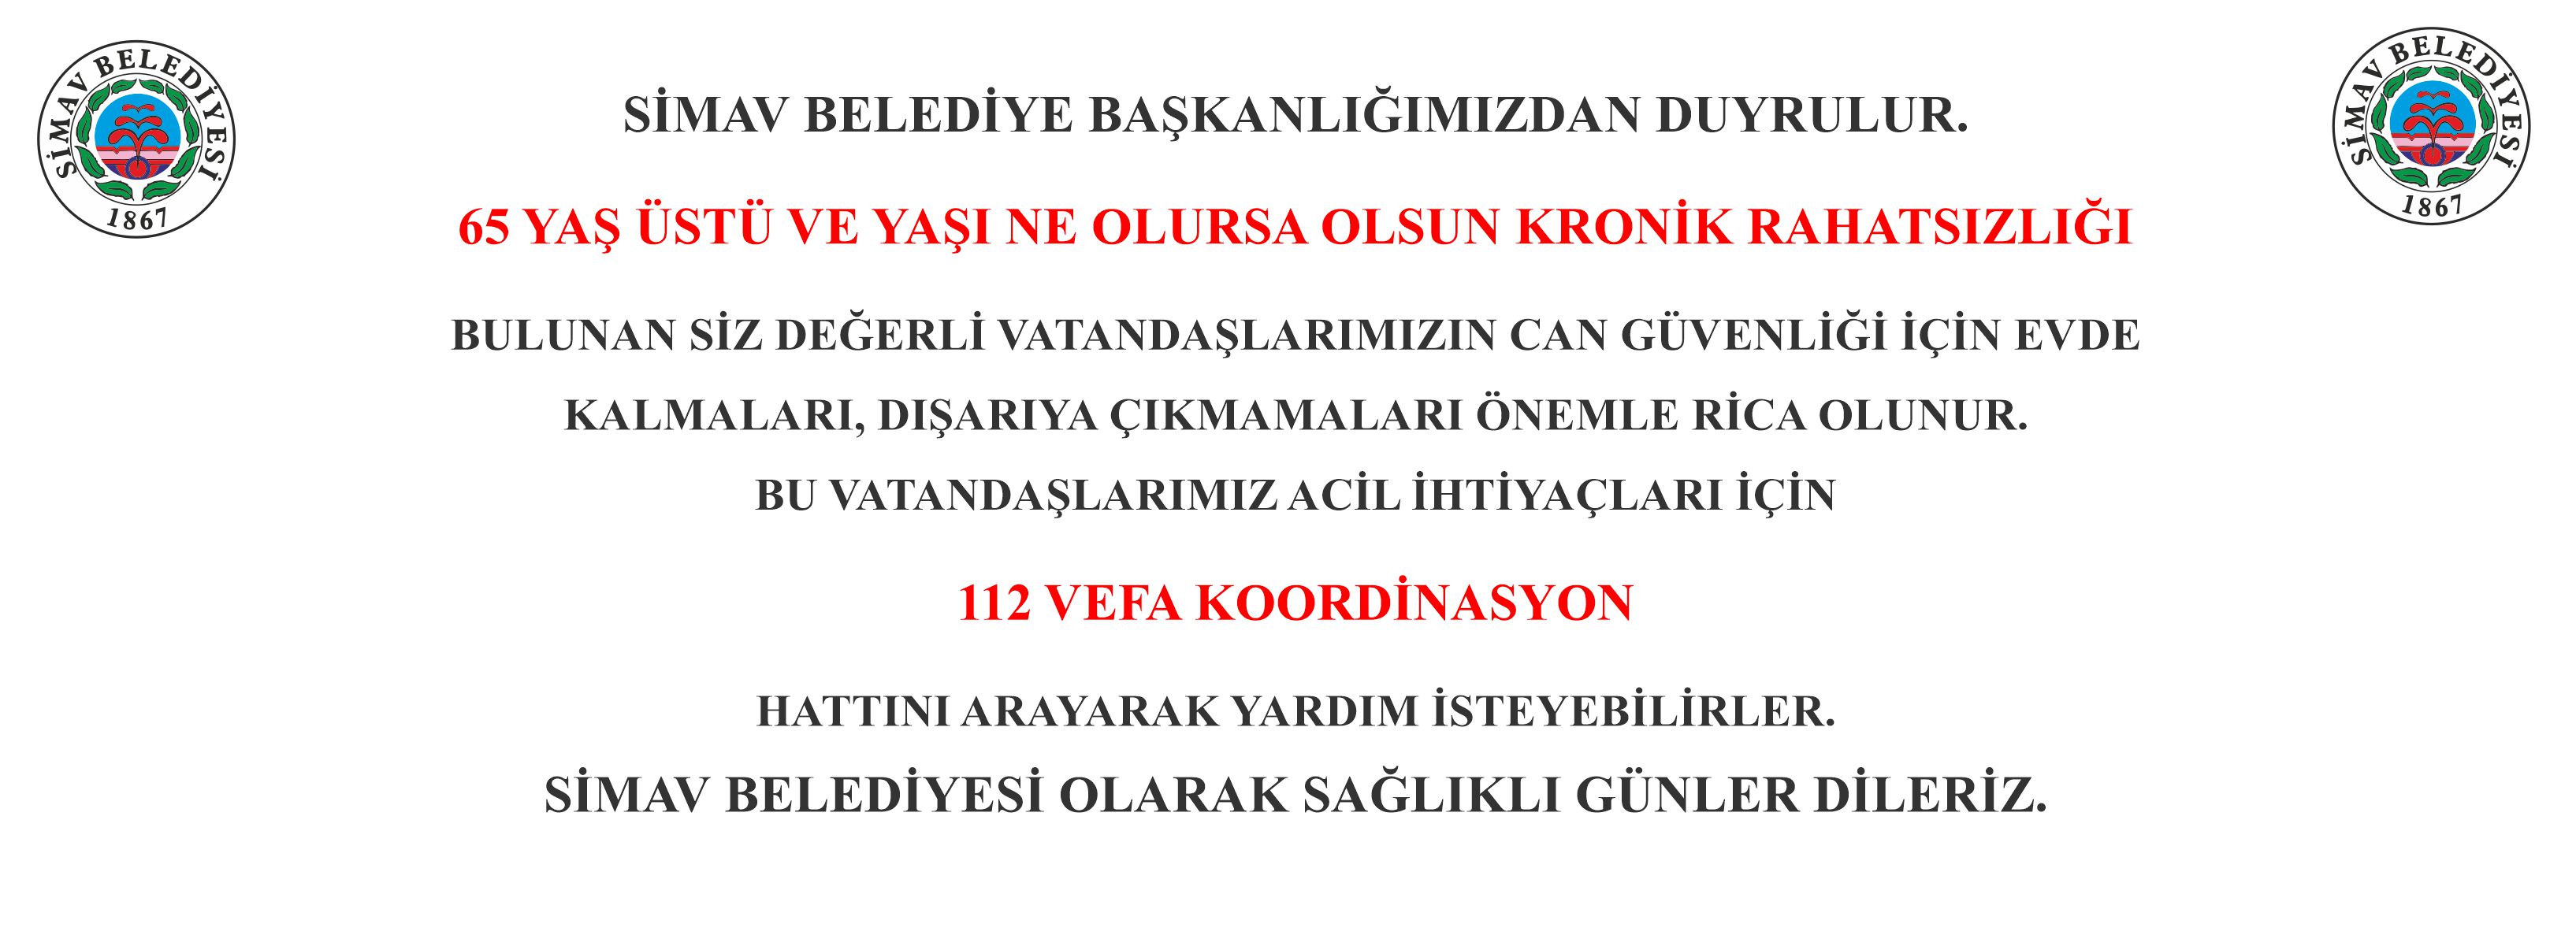 SİMAV BELEDİYESİ
1867
SİMAV BELEDİYESİ
1867
SİMAV BELEDİYE BAŞKANLIĞIMIZDAN DUYRULUR.
65 YAŞ ÜSTÜ VE YAŞI NE OLURSA OLSUN KRONİK RAHATSIZLIĞI
BULUNAN SİZ DEĞERLİ VATANDAŞLARIMIZIN CAN GÜVENLİĞİ İÇİN EVDE
KALMALARI, DIŞARIYA ÇIKMAMALARI ÖNEMLE RİCA OLUNUR.
BU VATANDAŞLARIMIZ ACİL İHTİYAÇLARI İÇİN
112 VEFA KOORDİNASYON
HATTINI ARAYARAK YARDIM İSTEYEBİLİRLER.
SİMAV BELEDİYESİ OLARAK SAĞLIKLI GÜNLER DİLERİZ.